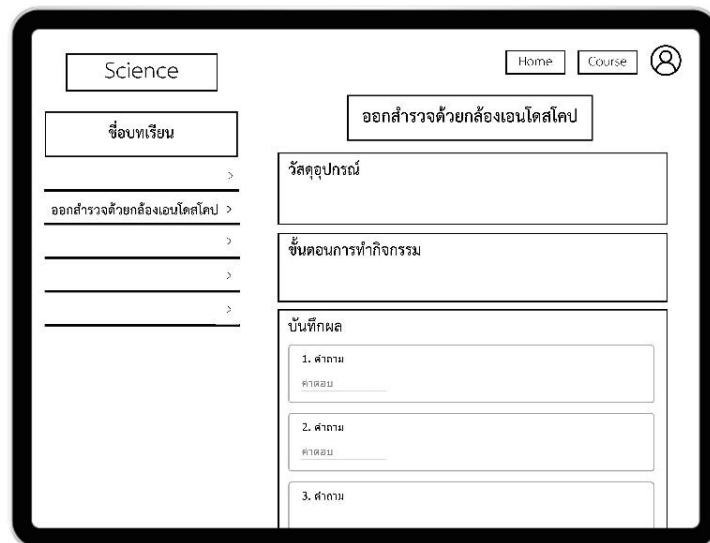 Science
Home
Course
ชื่อบทเรียน
ออกสำรวจด้วยกล้องเอนโดสโคป
ออกสำรวจด้วยกล้องเอนโดสโคป
วัสดุอุปกรณ์
ขั้นตอนการทำกิจกรรม
บันทึกผล
1. คำถาม
คำตอบ
2. คำถาม
คำตอบ
3. คำถาม